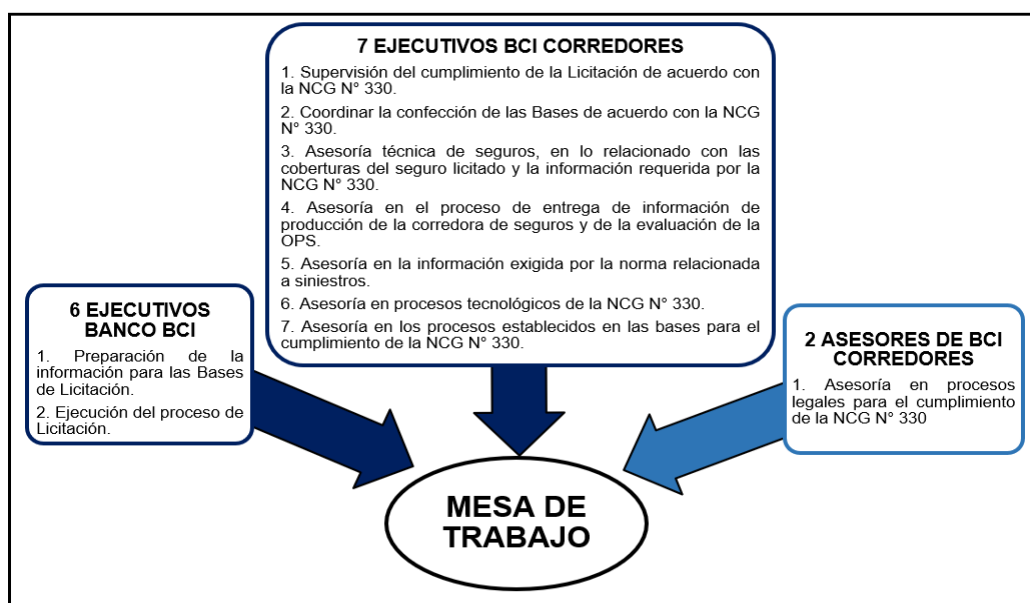 7 EJECUTIVOS BCI CORREDORES
1. Supervisión del cumplimiento de la Licitación de acuerdo con
la NCG N° 330.
2. Coordinar la confección de las Bases de acuerdo con la NCG
N° 330.
3. Asesoría técnica de seguros, en lo relacionado con las
coberturas del seguro licitado y la información requerida por la
NCG N° 330.
4. Asesoría en el proceso de entrega de información de
producción de la corredora de seguros y de la evaluación de la
OPS.
5. Asesoría en la información exigida por la norma relacionada
a siniestros.
6. Asesoría en procesos tecnológicos de la NCG N° 330.
7. Asesoría en los procesos establecidos en las bases para el
cumplimiento de la NCG N° 330.
6 EJECUTIVOS
BANCO BCI
1. Preparación de la
información para las Bases
de Licitación.
2. Ejecución del proceso de
Licitación.
2 ASESORES DE BCI
CORREDORES
1. Asesoría en procesos
legales para el cumplimiento
de la NCG N° 330
MESA DE
TRABAJO